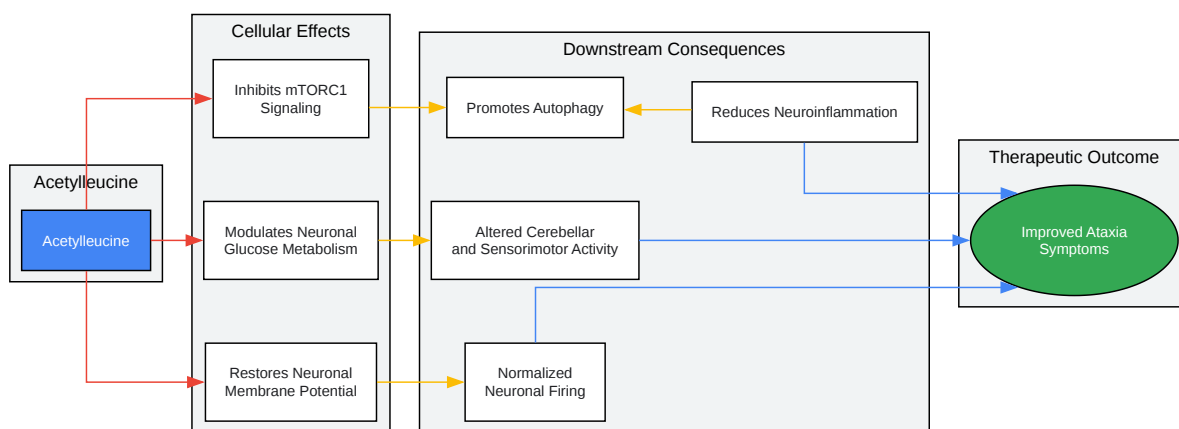 Cellular Effects
Downstream Consequences
Inhibits mTORC1
Signaling
Promotes Autophagy
Reduces Neuroinflammation
Therapeutic Outcome
Acetylleucine
Acetylleucine
Modulates Neuronal
Glucose Metabolism
Altered Cerebellar
and Sensorimotor Activity
Improved Ataxia
Symptoms
Restores Neuronal
Membrane Potential
Normalized
Neuronal Firing